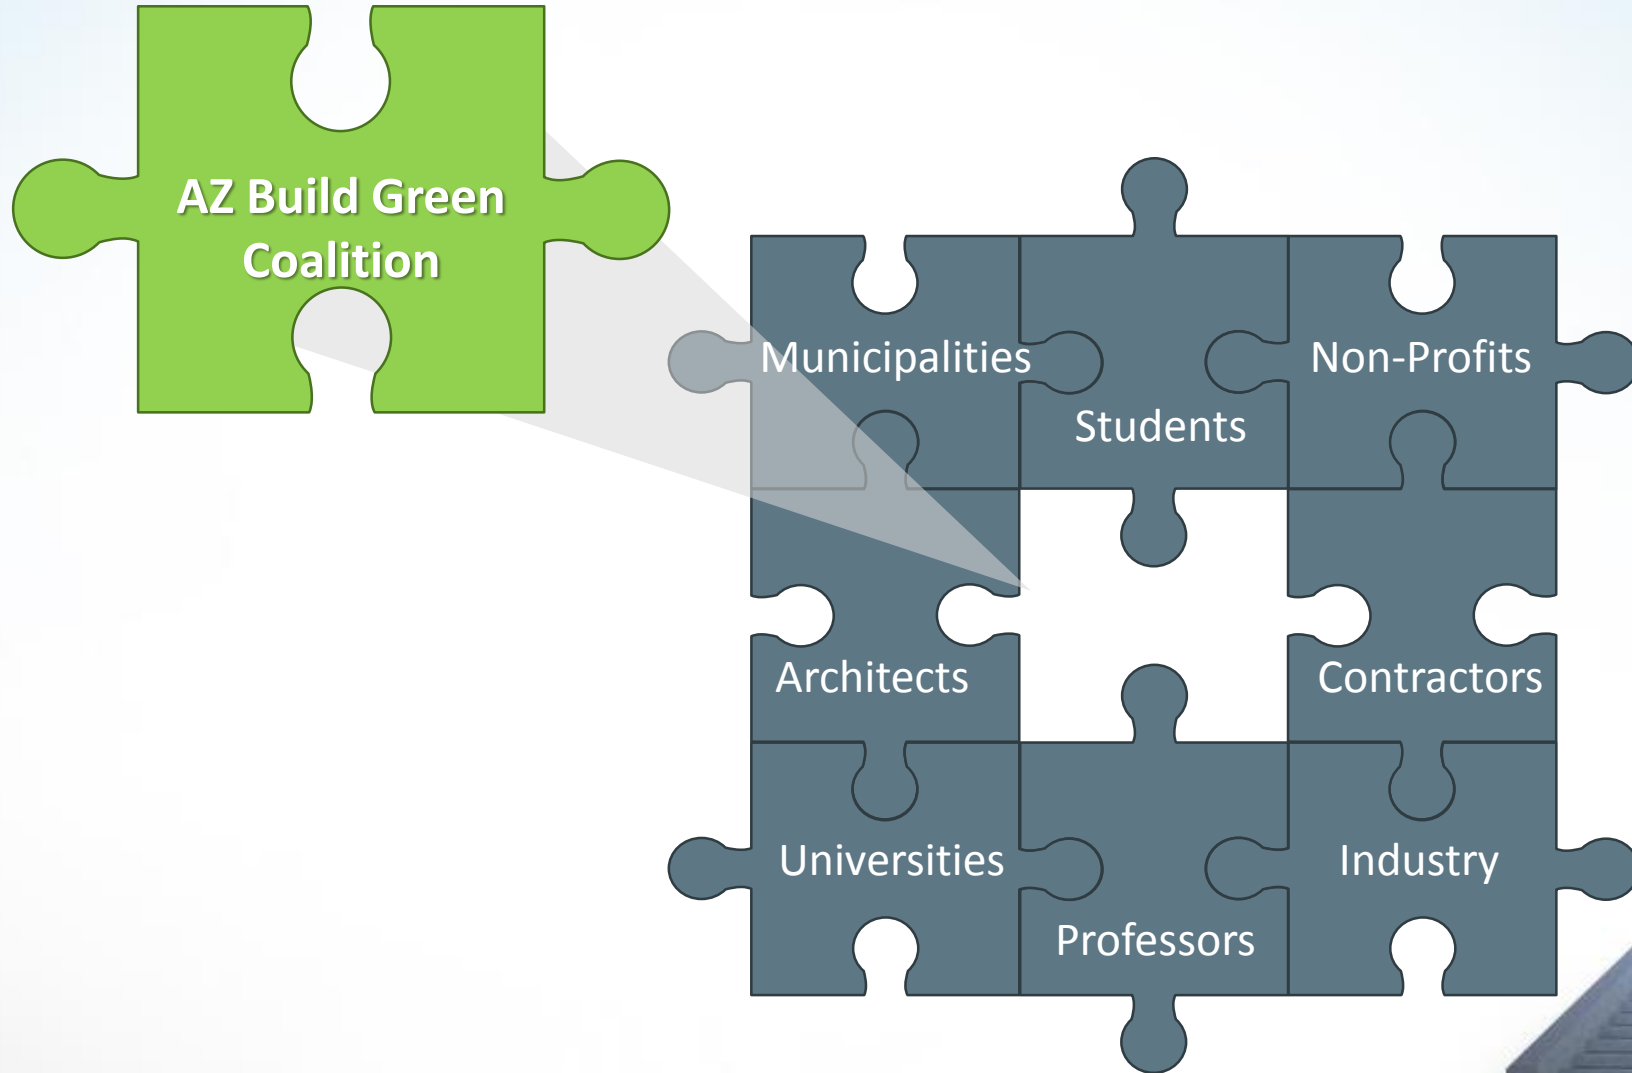 AZ Build Green
Coalition
Municipalities
Students
Non-Profits
Architects
Contractors
Universities
Professors
Industry